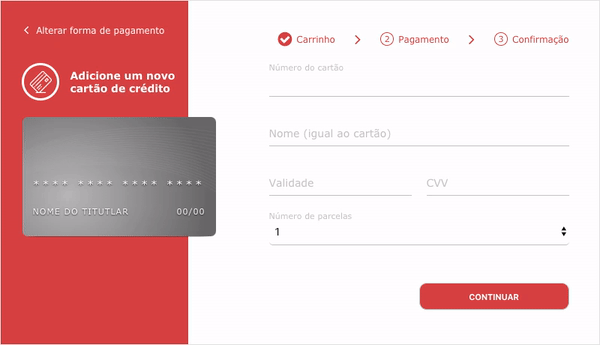 Alterar forma de pagamento
Adicione um novo
cartão de crédito
**** **** **** ****
NOME DO TITUTLAR 00/00
Carrinho 2 Pagamento 3 Confirmação
Número do cartão
Nome (igual ao cartão)
Validade CVV
Número de parcelas
1
CONTINUAR